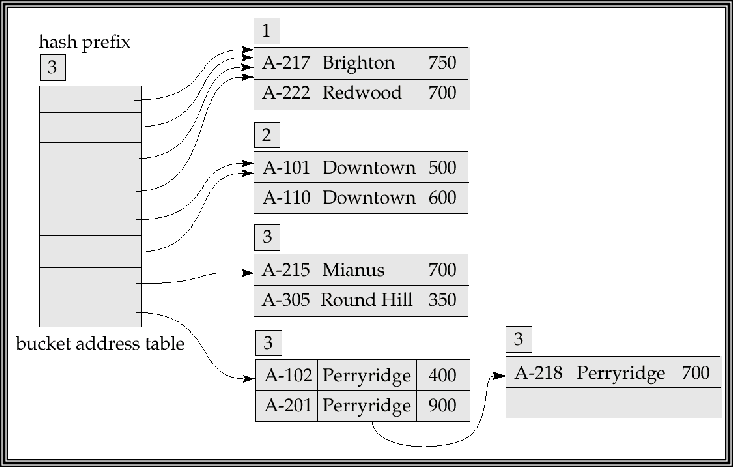 hash prefix
3
1
A-217 Brighton 750
A-222 Redwood 700
2
A-101 Downtown 500
A-110 Downtown 600
3
A-215 Mianus 700
A-305 Round Hill 350
bucket address table
3
A-102 Perryridge 400
A-201 Perryridge 900
3
A-218 Perryridge 700